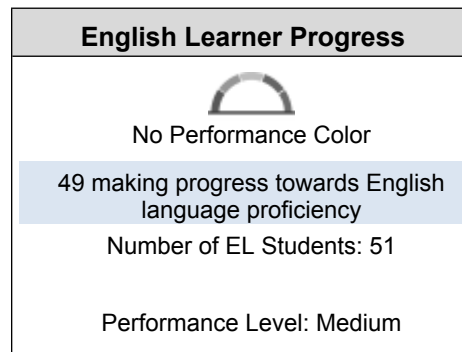 English Learner Progress
No Performance Color
49 making progress towards English
language proficiency
Number of EL Students: 51
Performance Level: Medium